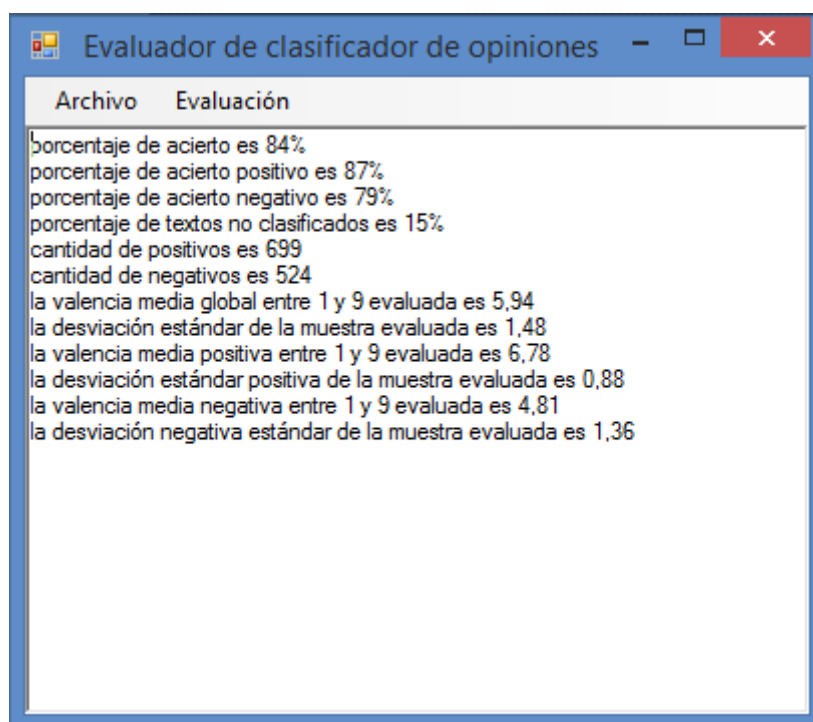 Evaluador de clasificador de opiniones
Archivo Evaluación
porcentaje de acierto es 84%
porcentaje de acierto positivo es 87%
porcentaje de acierto negativo es 79%
porcentaje de textos no clasificados es 15%
cantidad de positivos es 699
cantidad de negativos es 524
la valencia media global entre 1 y 9 evaluada es 5,94
la desviación estándar de la muestra evaluada es 1,48
la valencia media positiva entre 1 y 9 evaluada es 6,78
la desviación estándar positiva de la muestra evaluada es 0,88
la valencia media negativa entre 1 y 9 evaluada es 4,81
la desviación negativa estándar de la muestra evaluada es 1,36